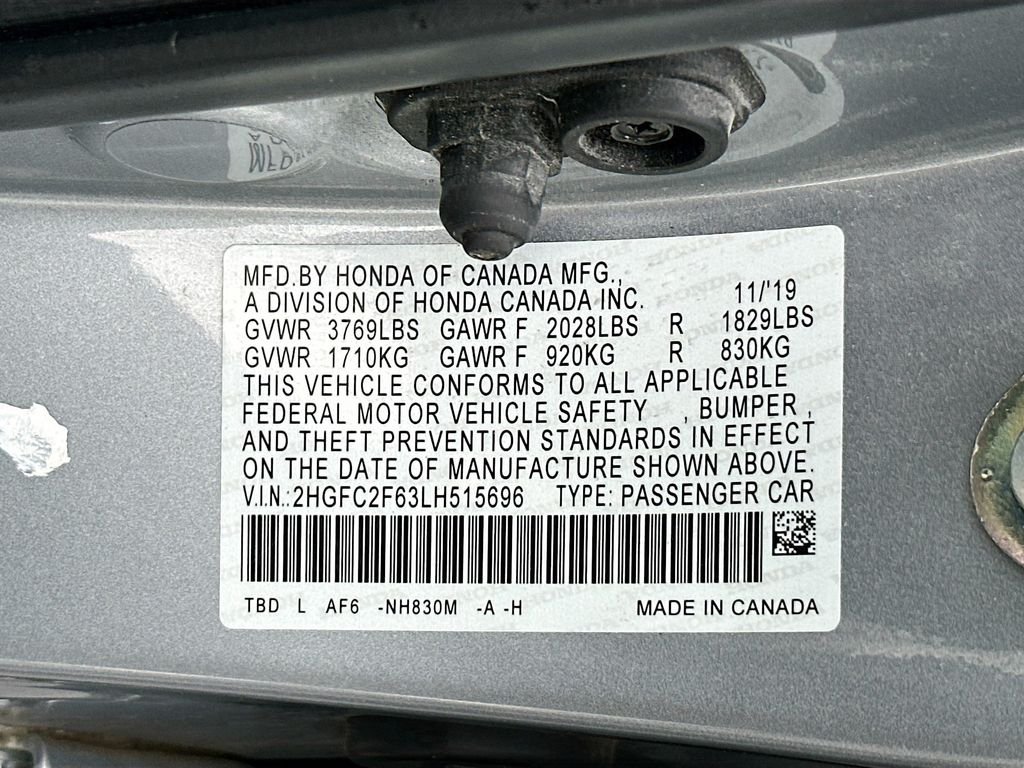 MFD.BY HONDA OF CANADA MFG.,
A DIVISION OF HONDA CANADA INC. 11/'19
GVWR 3769LBS GAWR F 2028LBS R 1829LBS
GVWR 1710KG GAWR F 920KG R 830KG
THIS VEHICLE CONFORMS TO ALL APPLICABLE
FEDERAL MOTOR VEHICLE SAFETY , BUMPER ,
AND THEFT PREVENTION STANDARDS IN EFFECT
ON THE DATE OF MANUFACTURE SHOWN ABOVE.
V.I.N.:2HGFC2F63LH515696 TYPE: PASSENGER CAR
TBD L AF6 -NH830M -A -H MADE IN CANADA